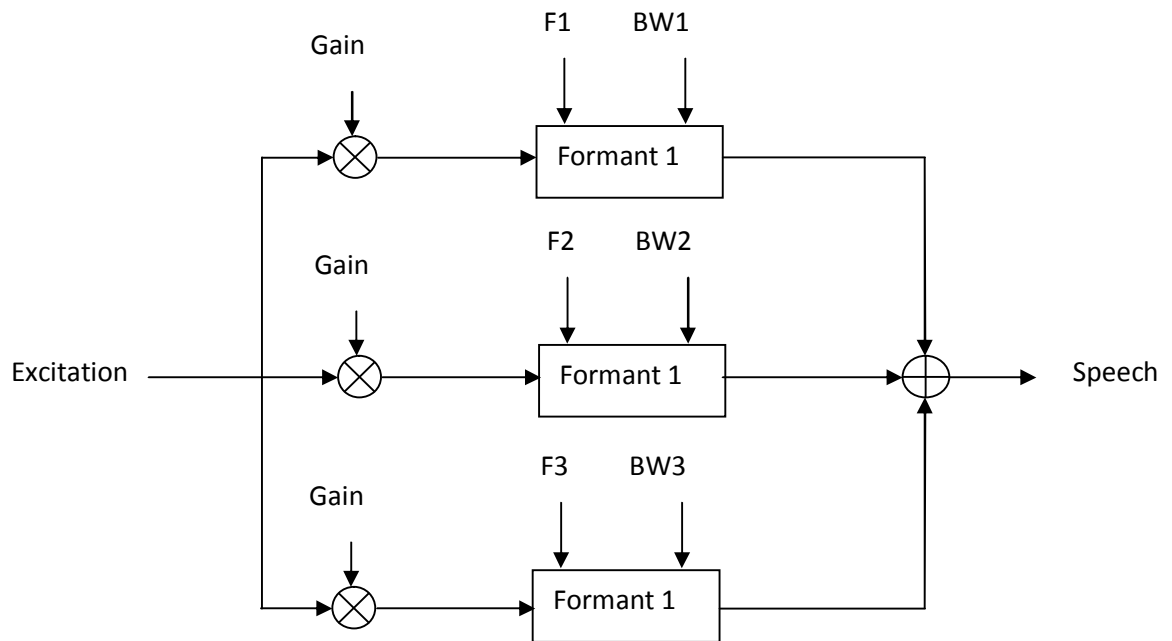 F1 BW1
Gain
Formant 1
F2 BW2
Gain
Excitation
Formant 1
Speech
F3 BW3
Gain
Formant 1